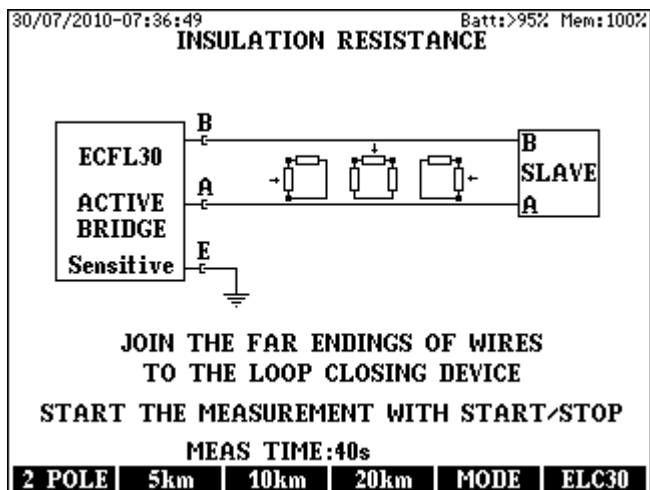 30/07/2010-07:36:49 Batt:>95% Mem:100%
INSULATION RESISTANCE
B
ECFL30
B
SLAVE
A
ACTIVE
A
BRIDGE
E
Sensitive
JOIN THE FAR ENDINGS OF WIRES
TO THE LOOP CLOSING DEVICE
START THE MEASUREMENT WITH START/STOP
MEAS TIME:40s
2 POLE 5km 10km 20km MODE ELC30